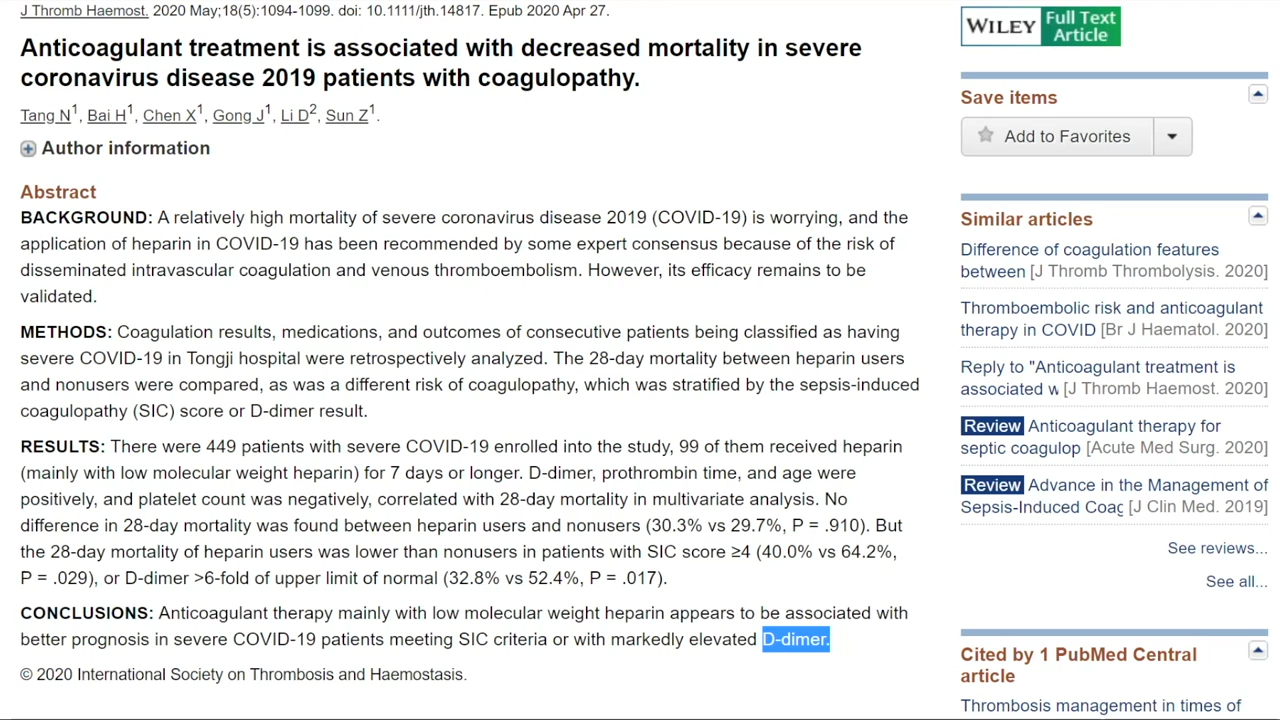 J Thromb Haemost. 2020 May;18(5):1094-1099. doi: 10.1111/jth.14817. Epub 2020 Apr 27.
Anticoagulant treatment is associated with decreased mortality in severe
coronavirus disease 2019 patients with coagulopathy.
Tang N1, Bai H1, Chen X1, Gong J1, Li D2, Sun Z1.
Author information
Abstract
BACKGROUND: A relatively high mortality of severe coronavirus disease 2019 (COVID-19) is worrying, and the
application of heparin in COVID-19 has been recommended by some expert consensus because of the risk of
disseminated intravascular coagulation and venous thromboembolism. However, its efficacy remains to be
validated.
METHODS: Coagulation results, medications, and outcomes of consecutive patients being classified as having
severe COVID-19 in Tongji hospital were retrospectively analyzed. The 28-day mortality between heparin users
and nonusers were compared, as was a different risk of coagulopathy, which was stratified by the sepsis-induced
coagulopathy (SIC) score or D-dimer result.
RESULTS: There were 449 patients with severe COVID-19 enrolled into the study, 99 of them received heparin
(mainly with low molecular weight heparin) for 7 days or longer. D-dimer, prothrombin time, and age were
positively, and platelet count was negatively, correlated with 28-day mortality in multivariate analysis. No
difference in 28-day mortality was found between heparin users and nonusers (30.3% vs 29.7%, P = .910). But
the 28-day mortality of heparin users was lower than nonusers in patients with SIC score ≥4 (40.0% vs 64.2%,
P = .029), or D-dimer >6-fold of upper limit of normal (32.8% vs 52.4%, P = .017).
CONCLUSIONS: Anticoagulant therapy mainly with low molecular weight heparin appears to be associated with
better prognosis in severe COVID-19 patients meeting SIC criteria or with markedly elevated D-dimer.
© 2020 International Society on Thrombosis and Haemostasis.
WILEY Full Text
Article
Save items
Add to Favorites
Similar articles
Difference of coagulation features
between [J Thromb Thrombolysis. 2020]
Thromboembolic risk and anticoagulant
therapy in COVID [Br J Haematol. 2020]
Reply to "Anticoagulant treatment is
associated w [J Thromb Haemost. 2020]
Review Anticoagulant therapy for
septic coagulop [Acute Med Surg. 2020]
Review Advance in the Management of
Sepsis-Induced Coag [J Clin Med. 2019]
See reviews...
See all...
Cited by 1 PubMed Central
article
Thrombosis management in times of